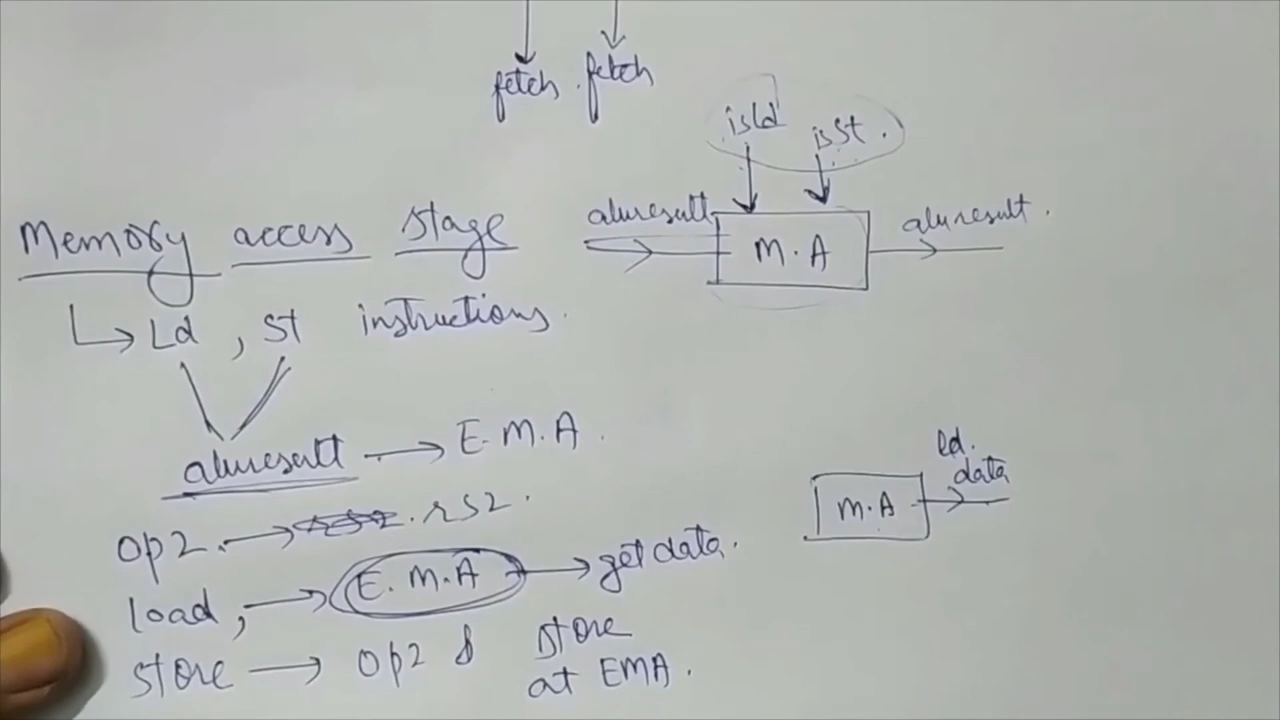 fetch . fetch
isLd isSt .
Memory access stage
aluresult M.A aluresult .
Ld , st instructions .
aluresult → E.M.A .
op2 . → . rs2 .
load , → E.M.A → get data .
store → op2 & store
at EMA .
ld.
data
M.A